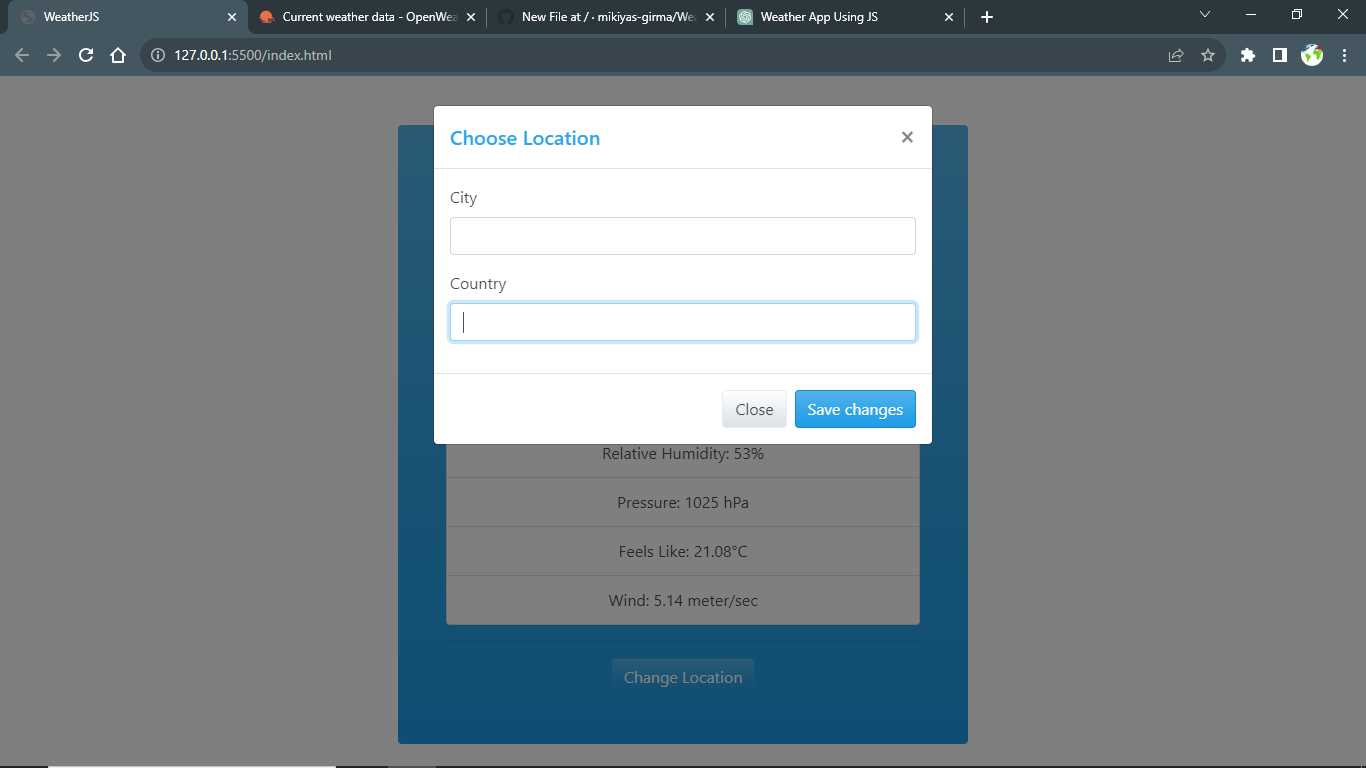 WeatherJS
Current weather data - OpenWea
New File at / · mikiyas-girma/Wea
Weather App Using JS
127.0.0.1:5500/index.html
Choose Location
City
Country
Close
Save changes
Relative Humidity: 53%
Pressure: 1025 hPa
Feels Like: 21.08°C
Wind: 5.14 meter/sec
Change Location